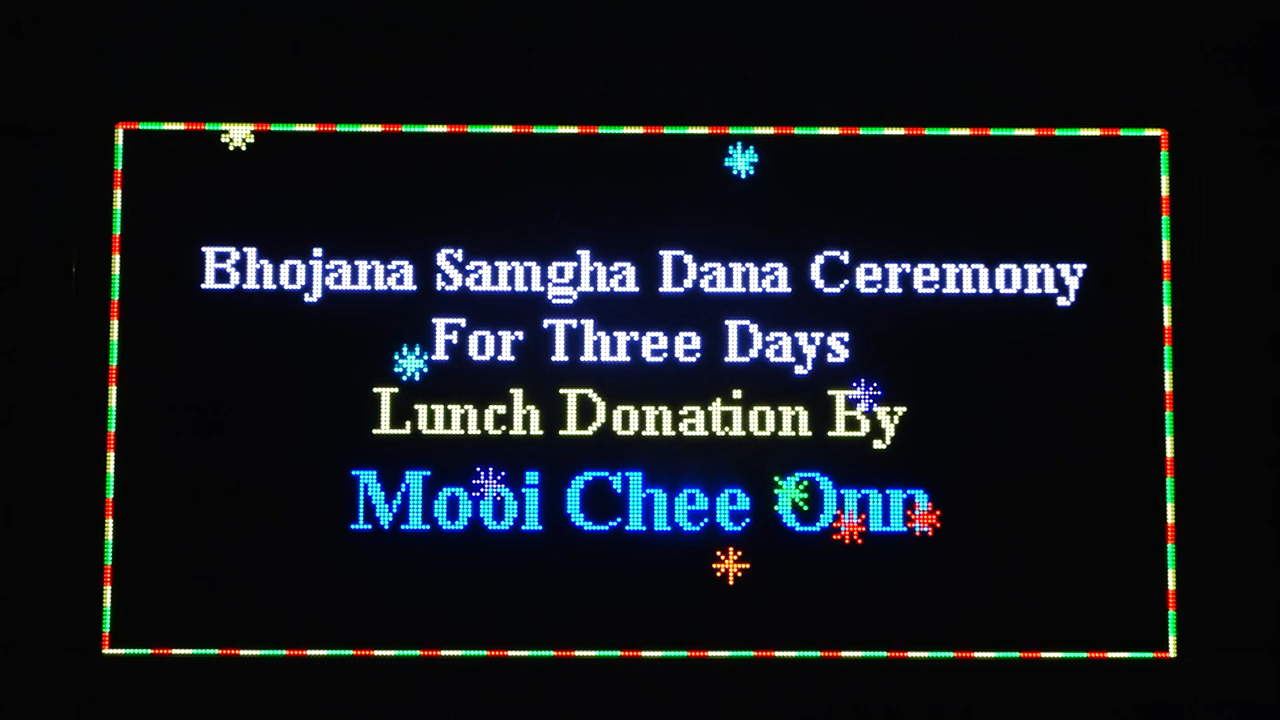 Bhojana Samgha Dana Ceremony
For Three Days
Lunch Donation By
Mooi Chee Onn